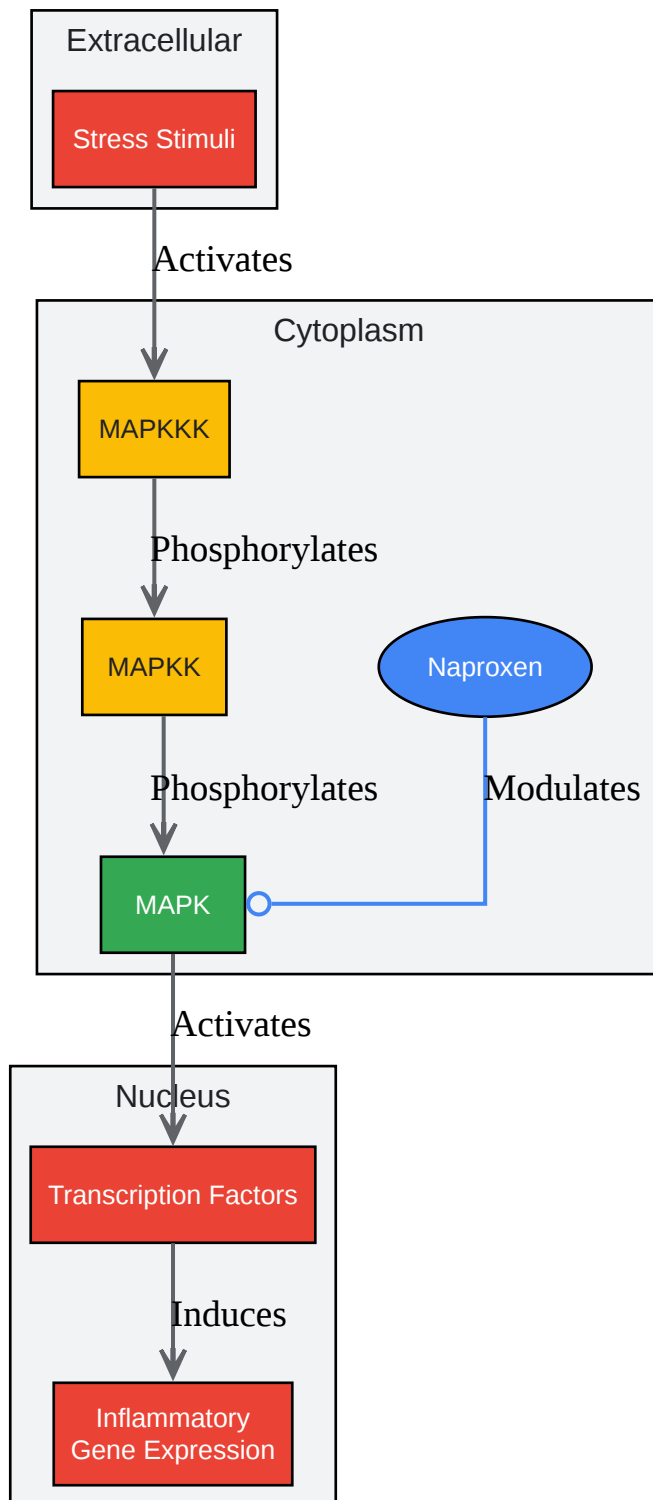 Extracellular
Stress Stimuli
Activates
Cytoplasm
MAPKKK
Phosphorylates
MAPKK
Naproxen
Phosphorylates
Modulates
MAPK
Activates
Nucleus
Transcription Factors
Induces
Inflammatory
Gene Expression